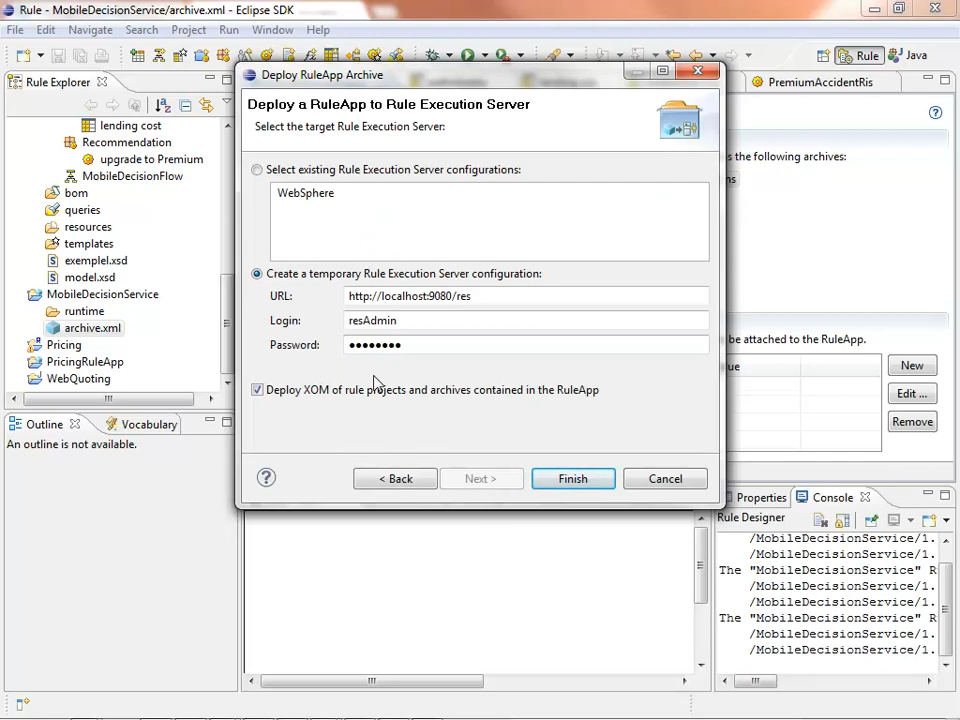 Rule - MobileDecisionService/archive.xml - Eclipse SDK
File Edit Navigate Search Project Run Window Help
Rule Java
Rule Explorer
lending cost
Recommendation
upgrade to Premium
MobileDecisionFlow
bom
queries
resources
templates
exemplel.xsd
model.xsd
MobileDecisionService
runtime
archive.xml
Pricing
PricingRuleApp
WebQuoting
Outline Vocabulary
An outline is not available.
Deploy RuleApp Archive
Deploy a RuleApp to Rule Execution Server
Select the target Rule Execution Server:
Select existing Rule Execution Server configurations:
WebSphere
Create a temporary Rule Execution Server configuration:
URL: http://localhost:9080/res
Login: resAdmin
Password: ●●●●●●●●
Deploy XOM of rule projects and archives contained in the RuleApp
< Back Next > Finish Cancel
PremiumAccidentRis
s the following archives:
ns
be attached to the RuleApp.
ue
New
Edit ...
Remove
Properties Console
Rule Designer
/MobileDecisionService/1.
/MobileDecisionService/1.
The "MobileDecisionService" R
/MobileDecisionService/1.
/MobileDecisionService/1.
The "MobileDecisionService" R
/MobileDecisionService/1.
/MobileDecisionService/1.